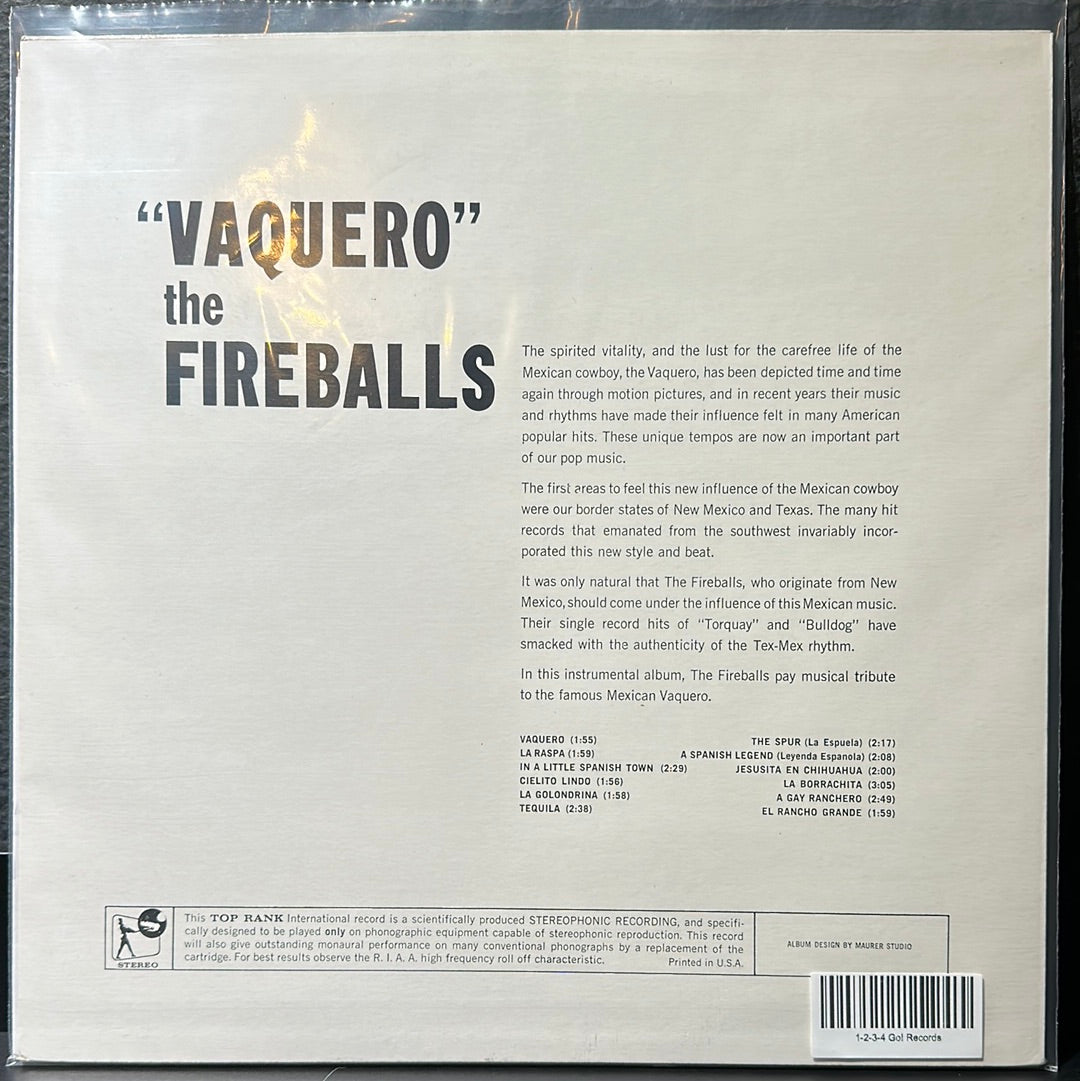 “VAQUERO”
the
FIREBALLS
The spirited vitality, and the lust for the carefree life of the
Mexican cowboy, the Vaquero, has been depicted time and time
again through motion pictures, and in recent years their music
and rhythms have made their influence felt in many American
popular hits. These unique tempos are now an important part
of our pop music.
The first areas to feel this new influence of the Mexican cowboy
were our border states of New Mexico and Texas. The many hit
records that emanated from the southwest invariably incor-
porated this new style and beat.
It was only natural that The Fireballs, who originate from New
Mexico, should come under the influence of this Mexican music.
Their single record hits of “Torquay” and “Bulldog” have
smacked with the authenticity of the Tex-Mex rhythm.
In this instrumental album, The Fireballs pay musical tribute
to the famous Mexican Vaquero.
VAQUERO (1:55)
LA RASPA (1:59)
IN A LITTLE SPANISH TOWN (2:29)
CIELITO LINDO (1:56)
LA GOLONDRINA (1:58)
TEQUILA (2:38)
THE SPUR (La Espuela) (2:17)
A SPANISH LEGEND (Leyenda Espanola) (2:08)
JESUSITA EN CHIHUAHUA (2:00)
LA BORRACHITA (3:05)
A GAY RANCHERO (2:49)
EL RANCHO GRANDE (1:59)
STEREO
This TOP RANK International record is a scientifically produced STEREOPHONIC RECORDING, and specifi-
cally designed to be played only on phonographic equipment capable of stereophonic reproduction. This record
will also give outstanding monaural performance on many conventional phonographs by a replacement of the
cartridge. For best results observe the R. I. A. A. high frequency roll off characteristic. Printed in U.S.A.
ALBUM DESIGN BY MAURER STUDIO
1-2-3-4 Go! Records